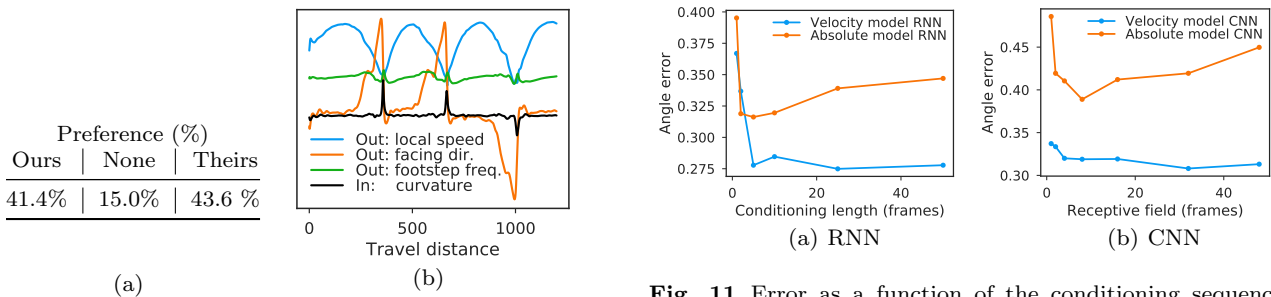 Preference (%)
Ours | None | Theirs
41.4% | 15.0% | 43.6 %
(a)
Out: local speed
Out: facing dir.
Out: footstep freq.
In: curvature
0 500 1000
Travel distance
(b)
0.400
0.375
0.350
0.325
0.300
0.275
Angle error
Velocity model RNN
Absolute model RNN
0 20 40
Conditioning length (frames)
(a) RNN
0.45
0.40
0.35
0.30
Angle error
Velocity model CNN
Absolute model CNN
0 20 40
Receptive field (frames)
(b) CNN
Fig. 11 Error as a function of the conditioning sequence